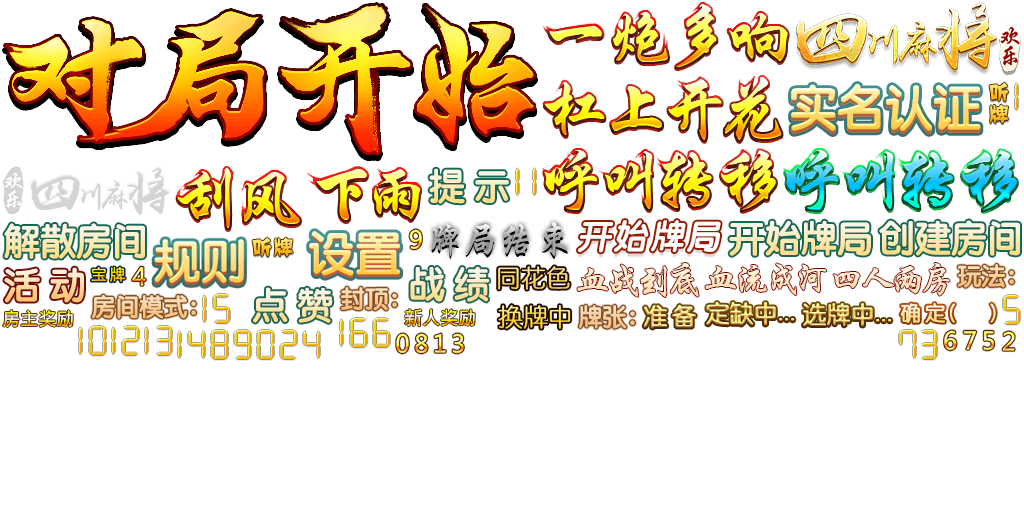 对局开始
一炮多响
四川麻将
欢乐
杠上开花
实名认证
听牌
1
欢乐
四川麻将
刮风
下雨
提示
11
呼叫转移
呼叫转移
解散房间
规则
听牌
设置
9
牌局结束
开始牌局
开始牌局
创建房间
活动
宝牌
4
点赞
封顶:
战绩
同花色
血战到底
血流成河
四人两房
玩法:
房主奖励
房间模式:
15
新人奖励
换牌中
牌张:
准备
定缺中...
选牌中...
确定( )
5
1012131489024
166
0813
73
6752